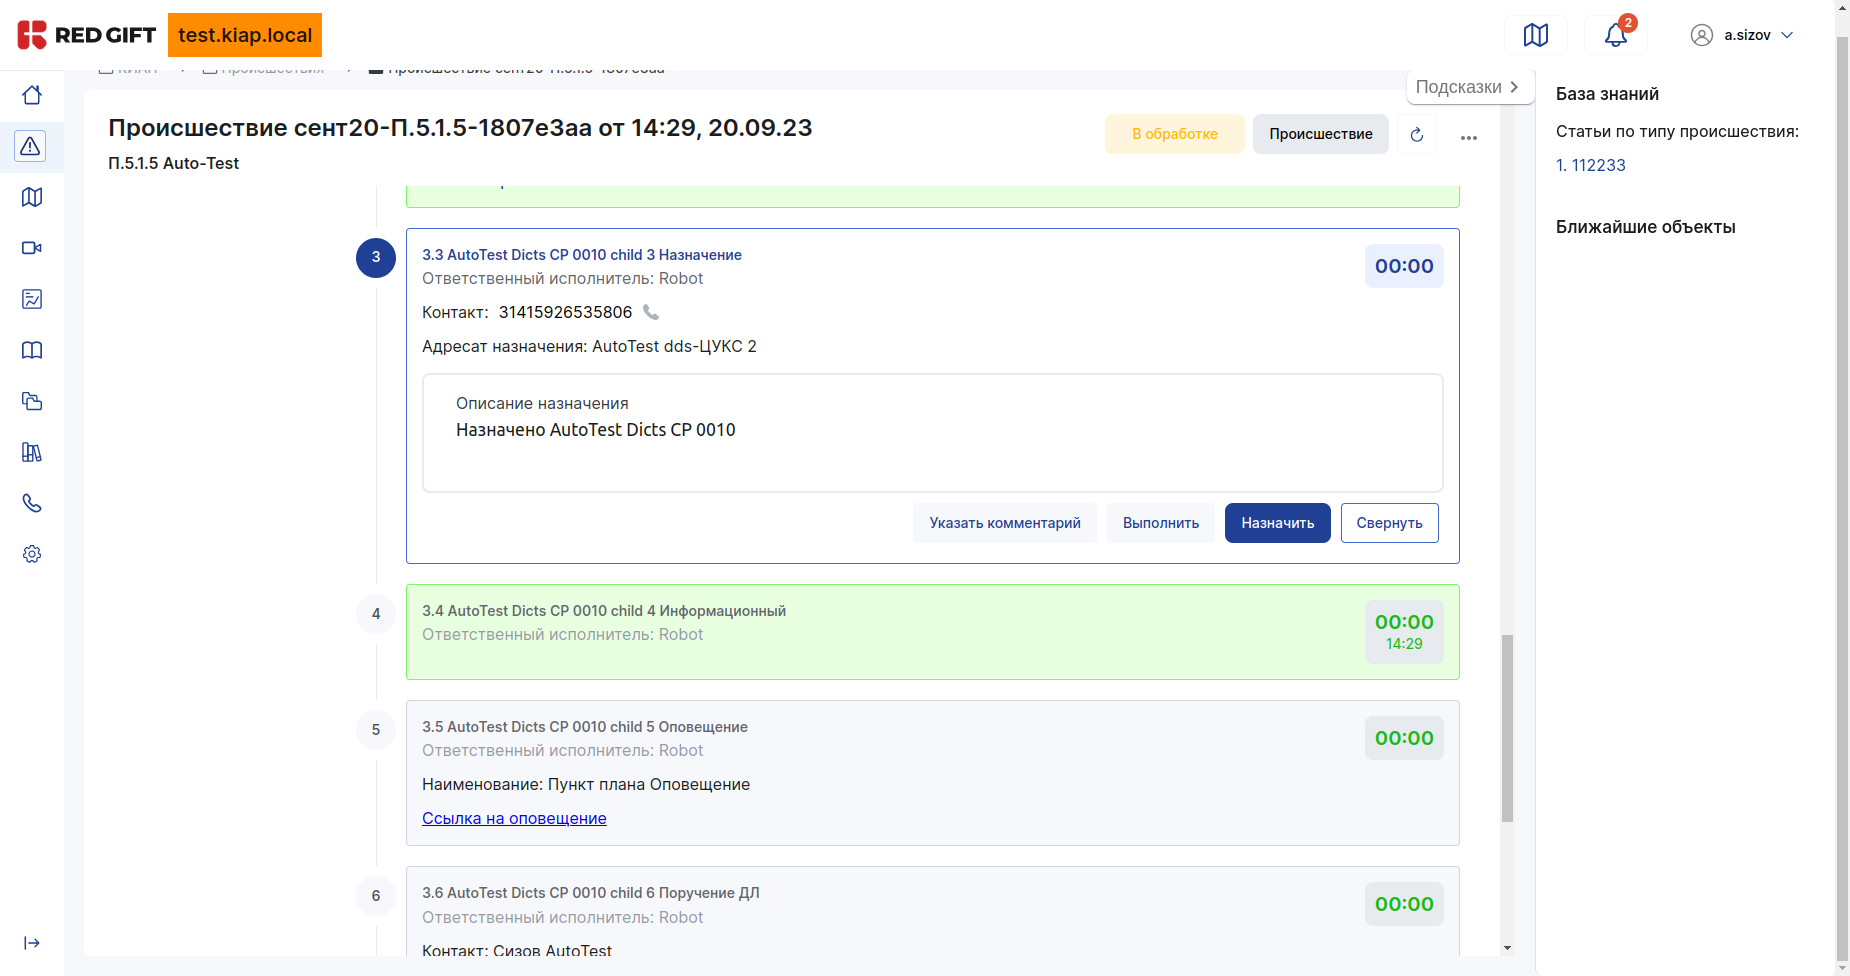 RED GIFT
test.kiap.local
2
a.sizov
Подсказки
Происшествие сент20-П.5.1.5-1807e3aa от 14:29, 20.09.23
П.5.1.5 Auto-Test
В обработке
Происшествие
3
3.3 AutoTest Dicts CP 0010 child 3 Назначение
Ответственный исполнитель: Robot
00:00
Контакт: 31415926535806
Адресат назначения: AutoTest dds-ЦУКС 2
Описание назначения
Назначено AutoTest Dicts CP 0010
Указать комментарий
Выполнить
Назначить
Свернуть
4
3.4 AutoTest Dicts CP 0010 child 4 Информационный
Ответственный исполнитель: Robot
00:00
14:29
5
3.5 AutoTest Dicts CP 0010 child 5 Оповещение
Ответственный исполнитель: Robot
00:00
Наименование: Пункт плана Оповещение
Ссылка на оповещение
6
3.6 AutoTest Dicts CP 0010 child 6 Поручение ДЛ
Ответственный исполнитель: Robot
00:00
Контакт: Сизов AutoTest
База знаний
Статьи по типу происшествия:
1. 112233
Ближайшие объекты